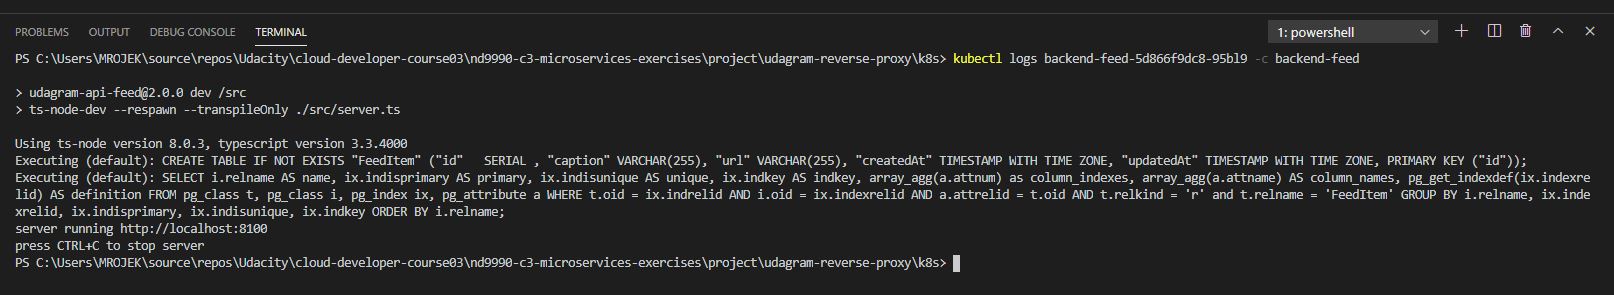 PROBLEMS OUTPUT DEBUG CONSOLE TERMINAL 1: powershell
PS C:\Users\MROJEK\source\repos\Udacity\cloud-developer-course03\nd9990-c3-microservices-exercises\project\udagram-reverse-proxy\k8s> kubectl logs backend-feed-5d866f9dc8-95bl9 -c backend-feed
> udagram-api-feed@2.0.0 dev /src
> ts-node-dev --respawn --transpileOnly ./src/server.ts
Using ts-node version 8.0.3, typescript version 3.3.4000
Executing (default): CREATE TABLE IF NOT EXISTS "FeedItem" ("id"   SERIAL , "caption" VARCHAR(255), "url" VARCHAR(255), "createdAt" TIMESTAMP WITH TIME ZONE, "updatedAt" TIMESTAMP WITH TIME ZONE, PRIMARY KEY ("id"));
Executing (default): SELECT i.relname AS name, ix.indisprimary AS primary, ix.indisunique AS unique, ix.indkey AS indkey, array_agg(a.attnum) as column_indexes, array_agg(a.attname) AS column_names, pg_get_indexdef(ix.indexre
lid) AS definition FROM pg_class t, pg_class i, pg_index ix, pg_attribute a WHERE t.oid = ix.indrelid AND i.oid = ix.indexrelid AND a.attrelid = t.oid AND t.relkind = 'r' and t.relname = 'FeedItem' GROUP BY i.relname, ix.inde
xrelid, ix.indisprimary, ix.indisunique, ix.indkey ORDER BY i.relname;
server running http://localhost:8100
press CTRL+C to stop server
PS C:\Users\MROJEK\source\repos\Udacity\cloud-developer-course03\nd9990-c3-microservices-exercises\project\udagram-reverse-proxy\k8s>